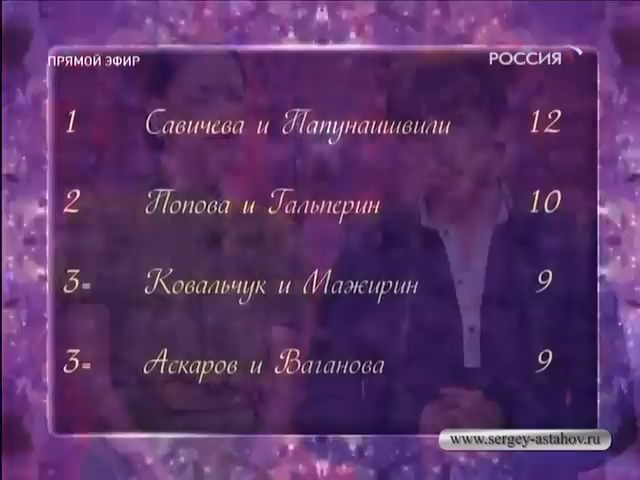 ПРЯМОЙ ЭФИР
РОССИЯ
1 Савичева и Папунаишвили 12
2 Попова и Гальперин 10
3= Ковальчук и Мажирин 9
3= Аскаров и Ваганова 9
www.sergey-astahov.ru